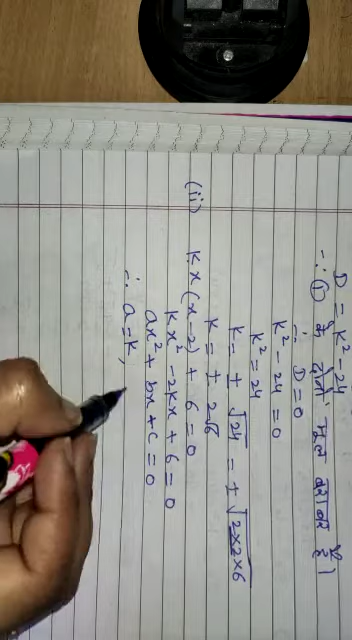 D = k² - 24
∵ ① के दोनों मूल बराबर हैं।
∴ D = 0
k² - 24 = 0
k² = 24
k = ± √24 = ± √2×2×6
k = ± 2√6
(ii) kx (x - 2) + 6 = 0
kx² - 2kx + 6 = 0
ax² + bx + c = 0
∴ a = k,